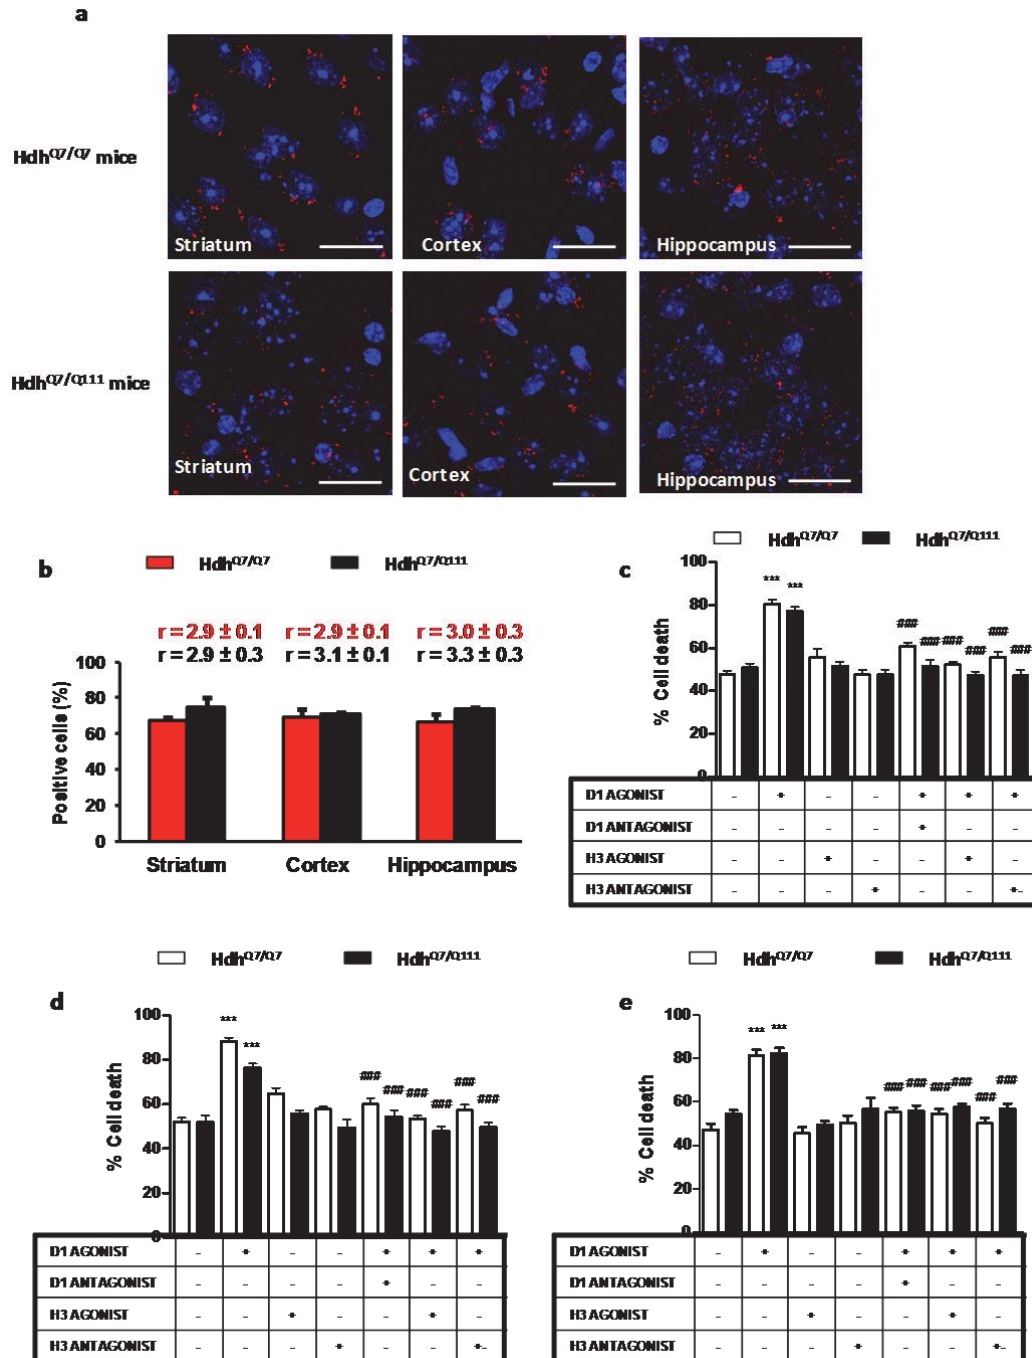 a
Hdh^Q7/Q7 mice
Striatum
Cortex
Hippocampus
Hdh^Q7/Q111 mice
Striatum
Cortex
Hippocampus
b
Hdh^Q7/Q7
Hdh^Q7/Q111
r = 2.9 ± 0.1 r = 2.9 ± 0.1 r = 3.0 ± 0.3
r = 2.9 ± 0.3 r = 3.1 ± 0.1 r = 3.3 ± 0.3
Positive cells (%)
100
80
60
40
20
0
Striatum Cortex Hippocampus
c
Hdh^Q7/Q7 Hdh^Q7/Q111
% Cell death
100
80
60
40
20
0
*** ***
### ### ### ### ### ###
D1 AGONIST - + - - + + +
D1 ANTAGONIST - - - - + - -
H3 AGONIST - - + - - + -
H3 ANTAGONIST - - - + - - +-
d
Hdh^Q7/Q7 Hdh^Q7/Q111
% Cell death
100
80
60
40
20
0
*** ***
### ### ### ### ### ###
D1 AGONIST - + - - + + +
D1 ANTAGONIST - - - - + - -
H3 AGONIST - - + - - + -
H3 ANTAGONIST - - - + - - +-
e
Hdh^Q7/Q7 Hdh^Q7/Q111
% Cell death
100
80
60
40
20
0
*** ***
### ### ### ### ### ###
D1 AGONIST - + - - + + +
D1 ANTAGONIST - - - - + - -
H3 AGONIST - - + - - + -
H3 ANTAGONIST - - - + - - +-